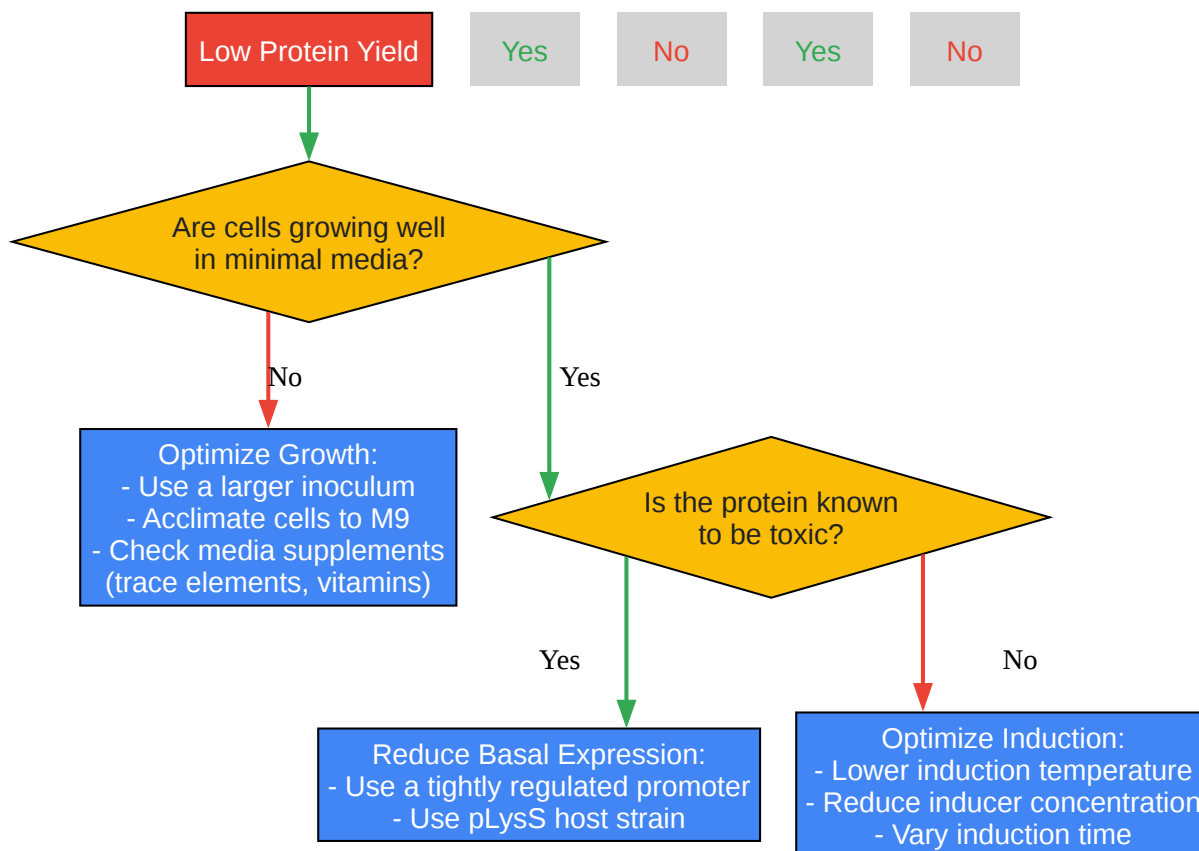 Low Protein Yield
Yes
No
Yes
No
Are cells growing well
in minimal media?
No
Yes
Optimize Growth:
- Use a larger inoculum
- Acclimate cells to M9
- Check media supplements
(trace elements, vitamins)
Is the protein known
to be toxic?
Yes
No
Reduce Basal Expression:
- Use a tightly regulated promoter
- Use pLysS host strain
Optimize Induction:
- Lower induction temperature
- Reduce inducer concentration
- Vary induction time